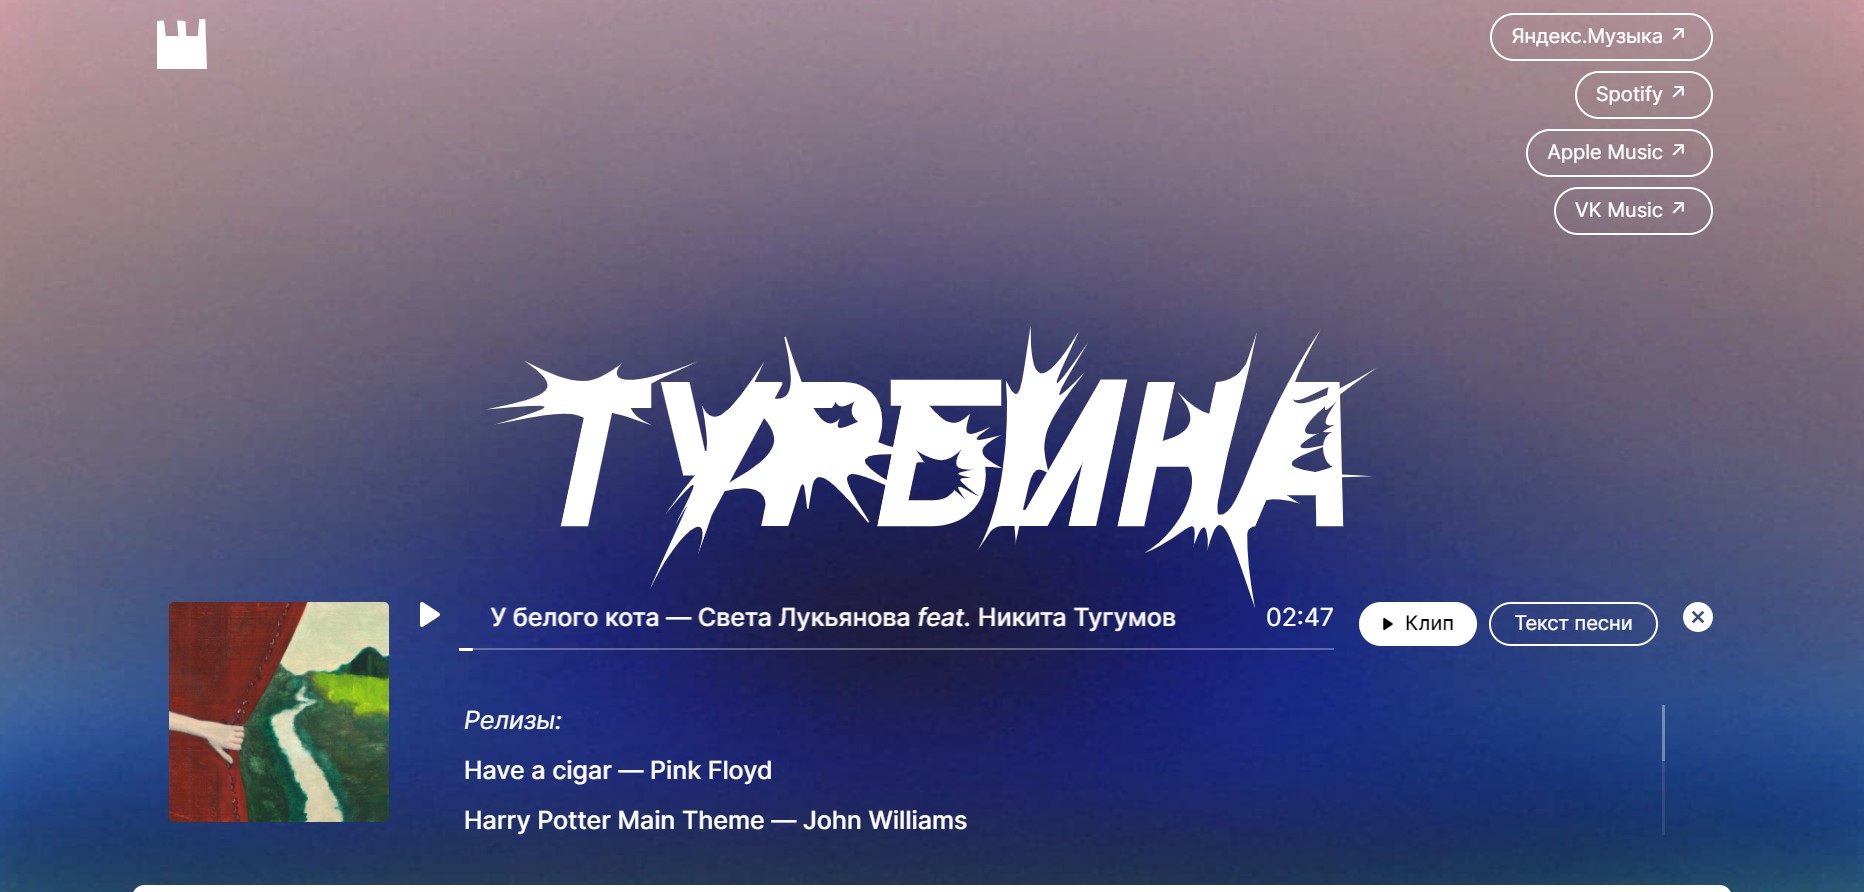 Яндекс.Музыка ↗
Spotify ↗
Apple Music ↗
VK Music ↗
ТУРБИНА
У белого кота — Света Лукьянова feat. Никита Тугумов
02:47
Клип
Текст песни
Релизы:
Have a cigar — Pink Floyd
Harry Potter Main Theme — John Williams